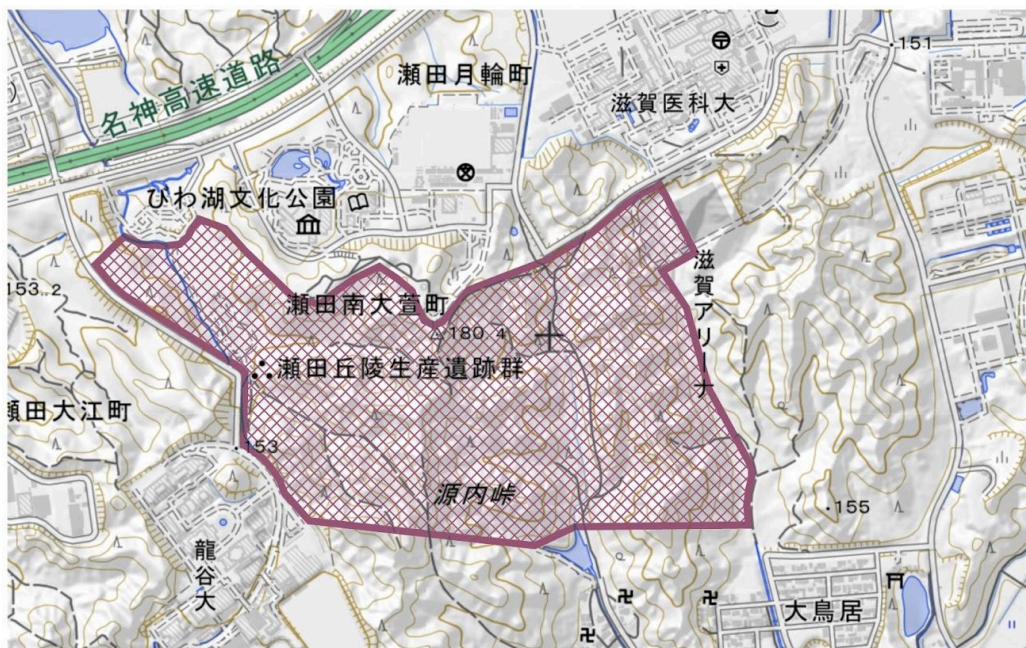 151
瀬田月輪町
滋賀医科大
名神高速道路
びわ湖文化公園
滋賀アリーナ
153.2
瀬田南大萱町
180.4
瀬田丘陵生産遺跡群
瀬田大江町
153
源内峠
155
龍谷大
大鳥居